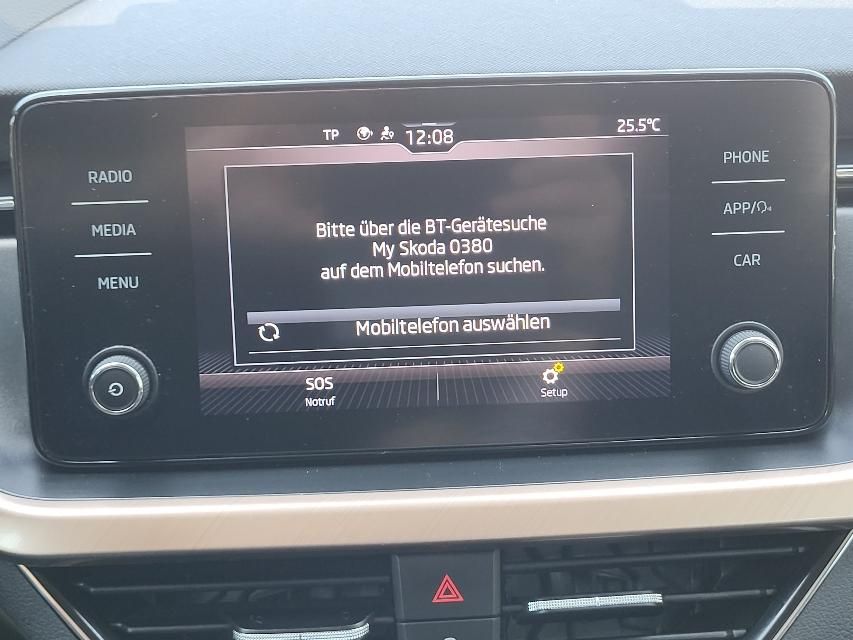 TP 12:08 25.5°C
RADIO
MEDIA
MENU
PHONE
APP/
CAR
Bitte über die BT-Gerätesuche
My Skoda 0380
auf dem Mobiltelefon suchen.
Mobiltelefon auswählen
SOS
Notruf
Setup